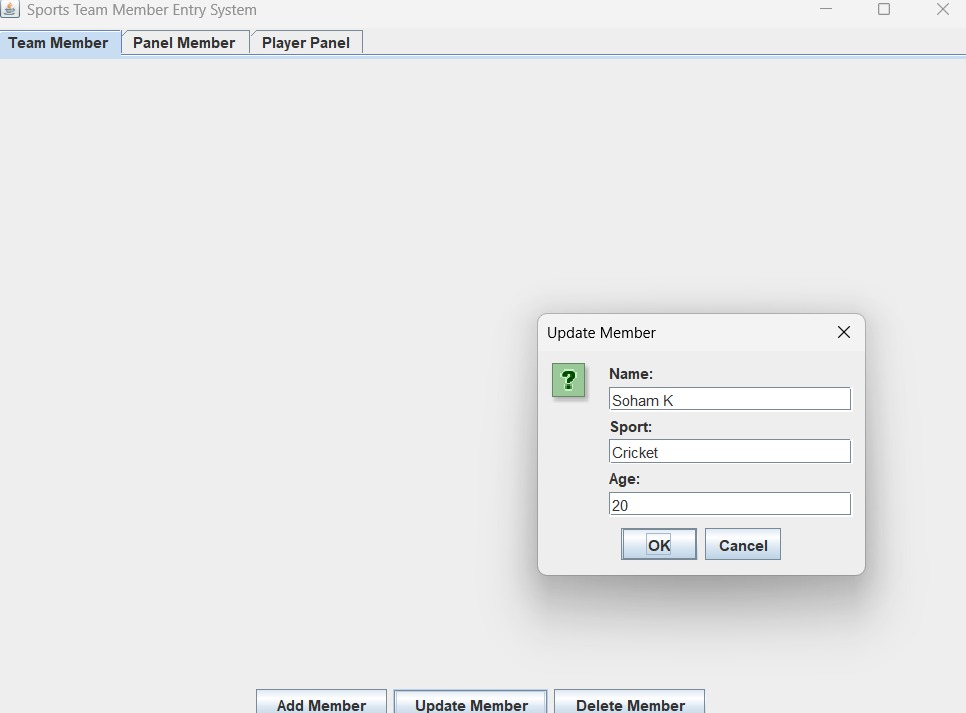 Sports Team Member Entry System
Team Member Panel Member Player Panel
Update Member
?
Name:
Soham K
Sport:
Cricket
Age:
20
OK Cancel
Add Member Update Member Delete Member